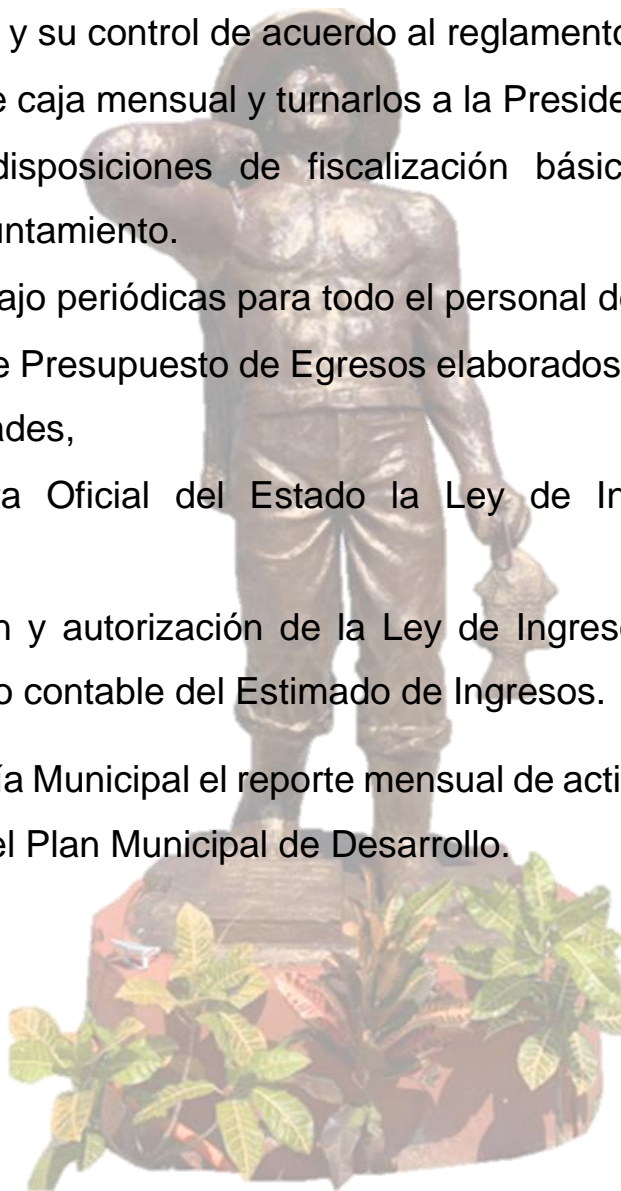 y su control de acuerdo al reglamento
e caja mensual y turnarlos a la Preside
disposiciones de fiscalización básic
untamiento.
ajo periódicas para todo el personal de
e Presupuesto de Egresos elaborados
ades,
a Oficial del Estado la Ley de In
n y autorización de la Ley de Ingreso
o contable del Estimado de Ingresos.
ía Municipal el reporte mensual de acti
el Plan Municipal de Desarrollo.